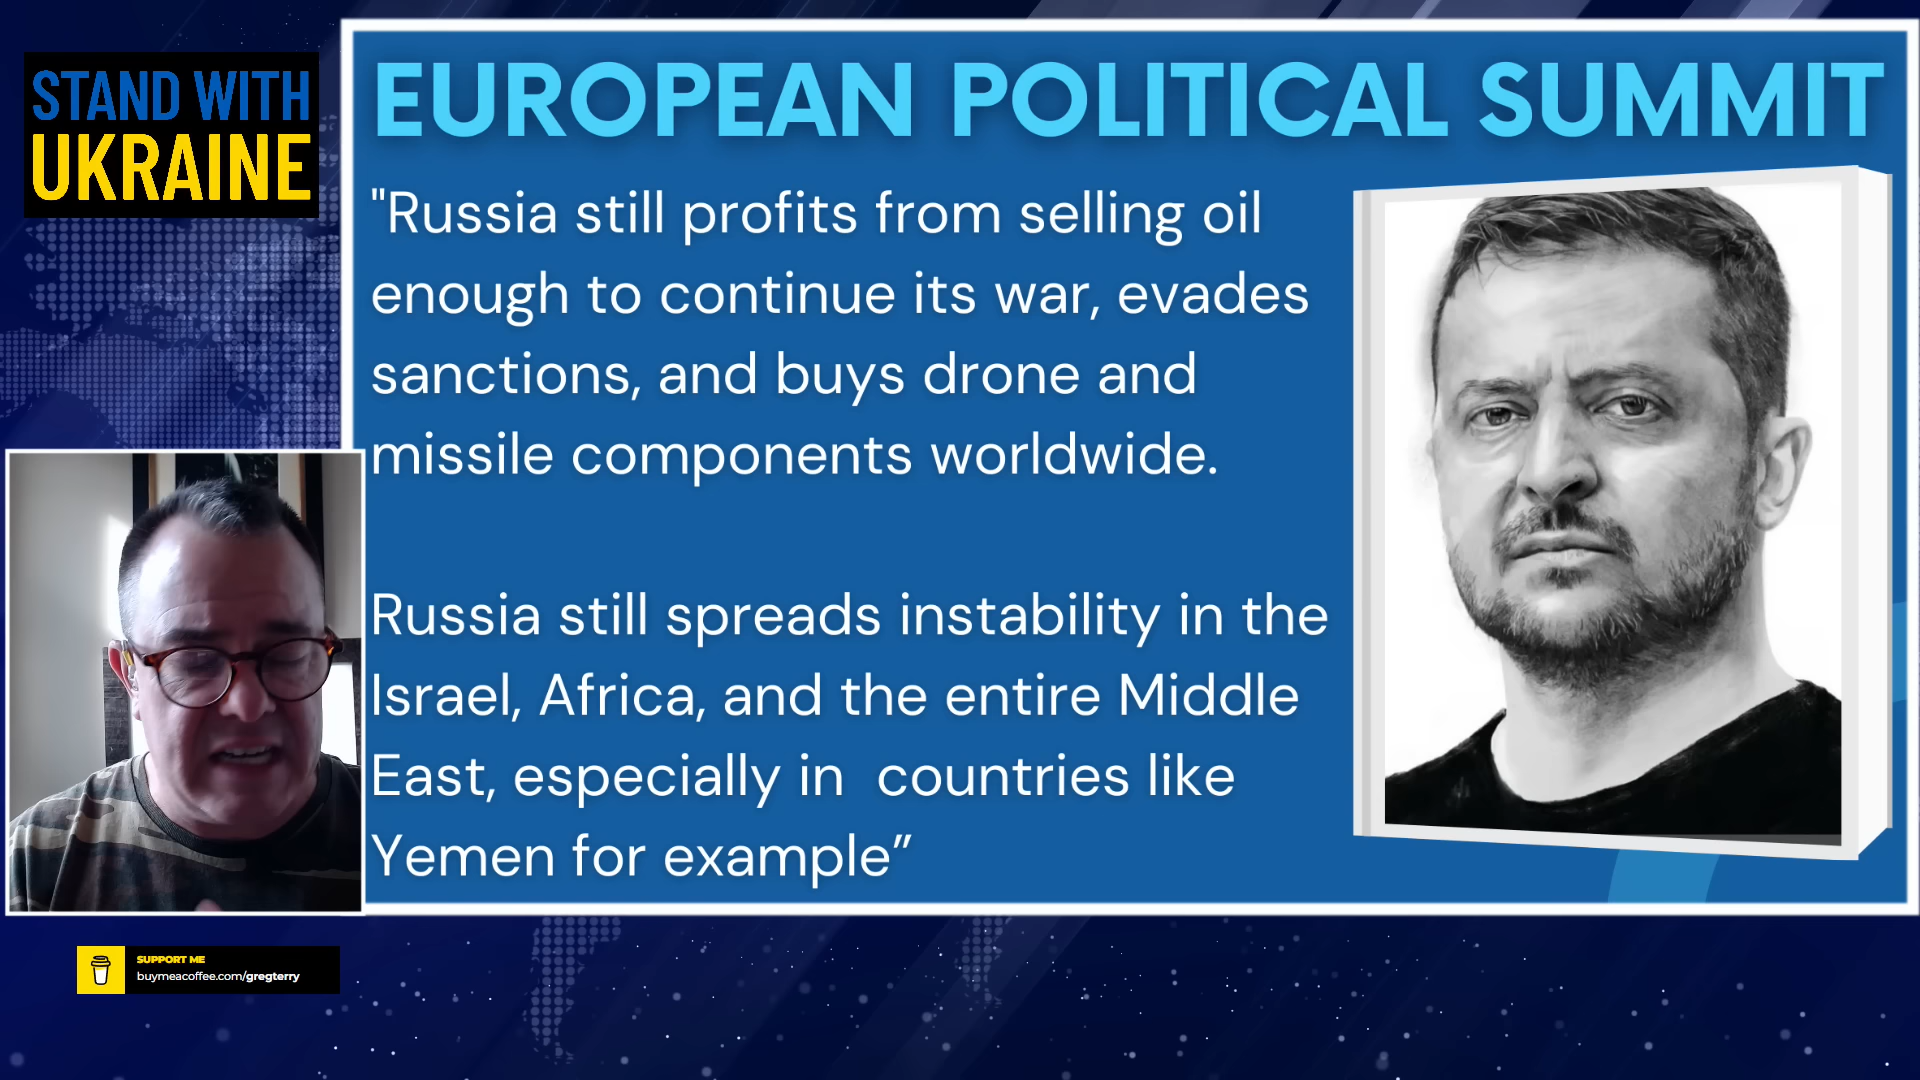 STAND WITH
UKRAINE
EUROPEAN POLITICAL SUMMIT
"Russia still profits from selling oil
enough to continue its war, evades
sanctions, and buys drone and
missile components worldwide.
Russia still spreads instability in the
Israel, Africa, and the entire Middle
East, especially in  countries like
Yemen for example”
SUPPORT ME
buymeacoffee.com/gregterry